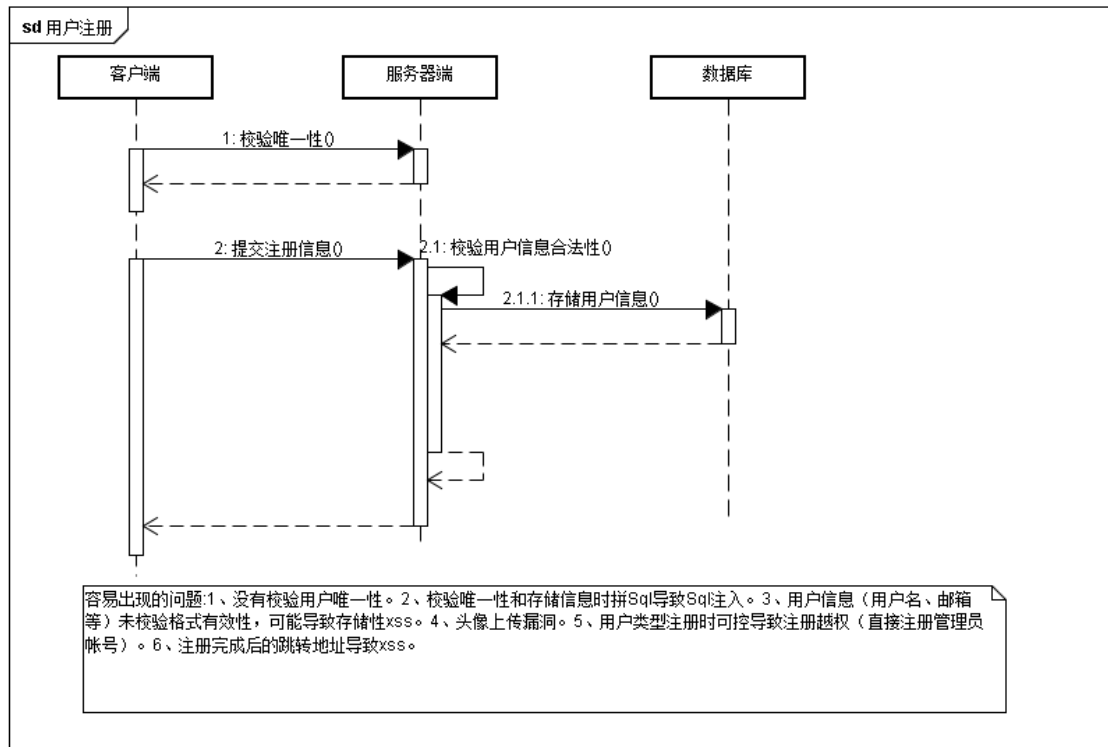 sd 用户注册
客户端
服务器端
数据库
1: 校验唯一性()
2: 提交注册信息()
2.1: 校验用户信息合法性()
2.1.1: 存储用户信息()
容易出现的问题:1、没有校验用户唯一性。2、校验唯一性和存储信息时拼Sql导致Sql注入。3、用户信息（用户名、邮箱
等）未校验格式有效性，可能导致存储性xss。4、头像上传漏洞。5、用户类型注册时可控导致注册越权（直接注册管理员
帐号）。6、注册完成后的跳转地址导致xss。